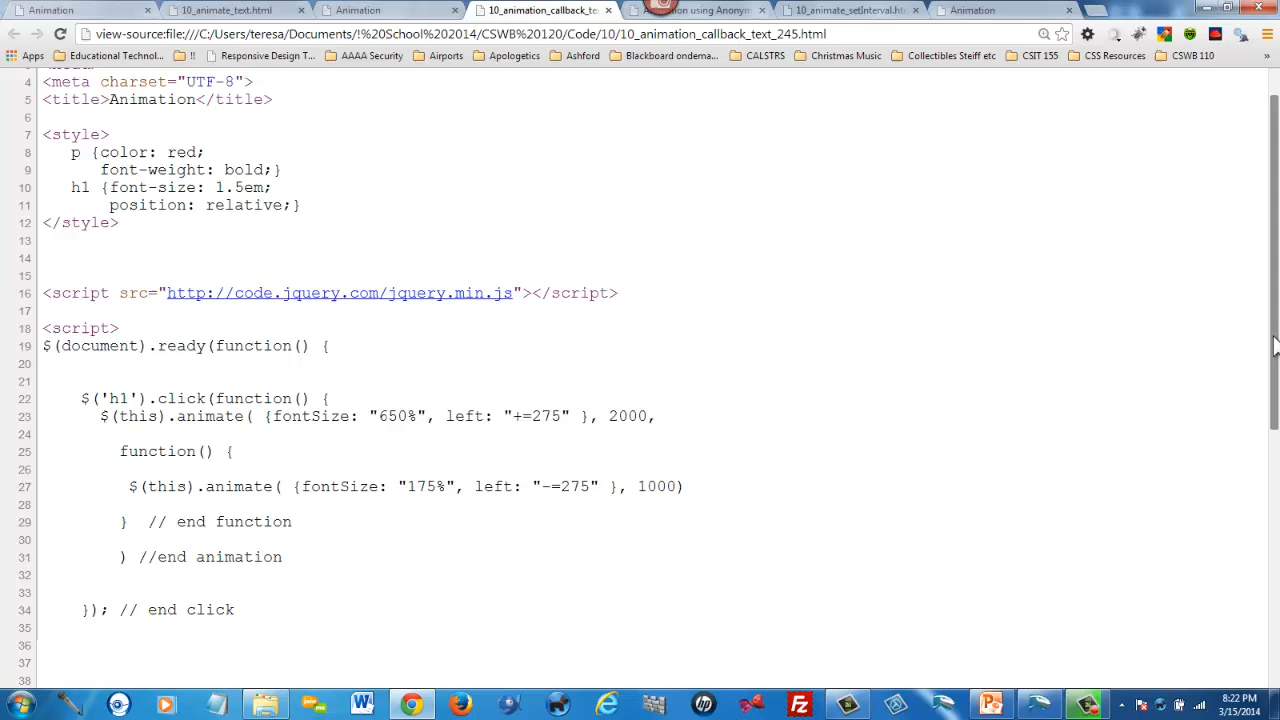 Animation
10_animate_text.html
Animation
10_animation_callback_te
using Anonym
10_animate_setInterval.ht
Animation
view-source:file:///C:/Users/teresa/Documents/!%20School%202014/CSWB%20120/Code/10/10_animation_callback_text_245.html
Apps
Educational Technol...
!!
Responsive Design T...
AAAA Security
Airports
Apologetics
Ashford
Blackboard ondema...
CALSTRS
Christmas Music
Collectibles Steiff etc
CSIT 155
CSS Resources
CSWB 110
»
4 <meta charset="UTF-8">
5 <title>Animation</title>
6
7 <style>
8 p {color: red;
9 font-weight: bold;}
10 h1 {font-size: 1.5em;
11 position: relative;}
12 </style>
13
14
15
16 <script src="http://code.jquery.com/jquery.min.js"></script>
17
18 <script>
19 $(document).ready(function() {
20
21
22 $('h1').click(function() {
23 $(this).animate( {fontSize: "650%", left: "+=275" }, 2000,
24
25 function() {
26
27 $(this).animate( {fontSize: "175%", left: "-=275" }, 1000)
28
29 } // end function
30
31 ) //end animation
32
33
34 }); // end click
35
36
37
38
8:22 PM
3/15/2014